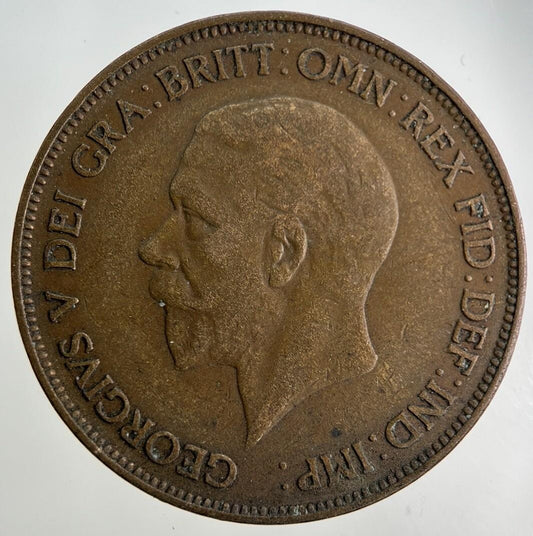 GEORGIVS V DEI GRA: BRITT: OMN: REX FID: DEF: IND: IMP: